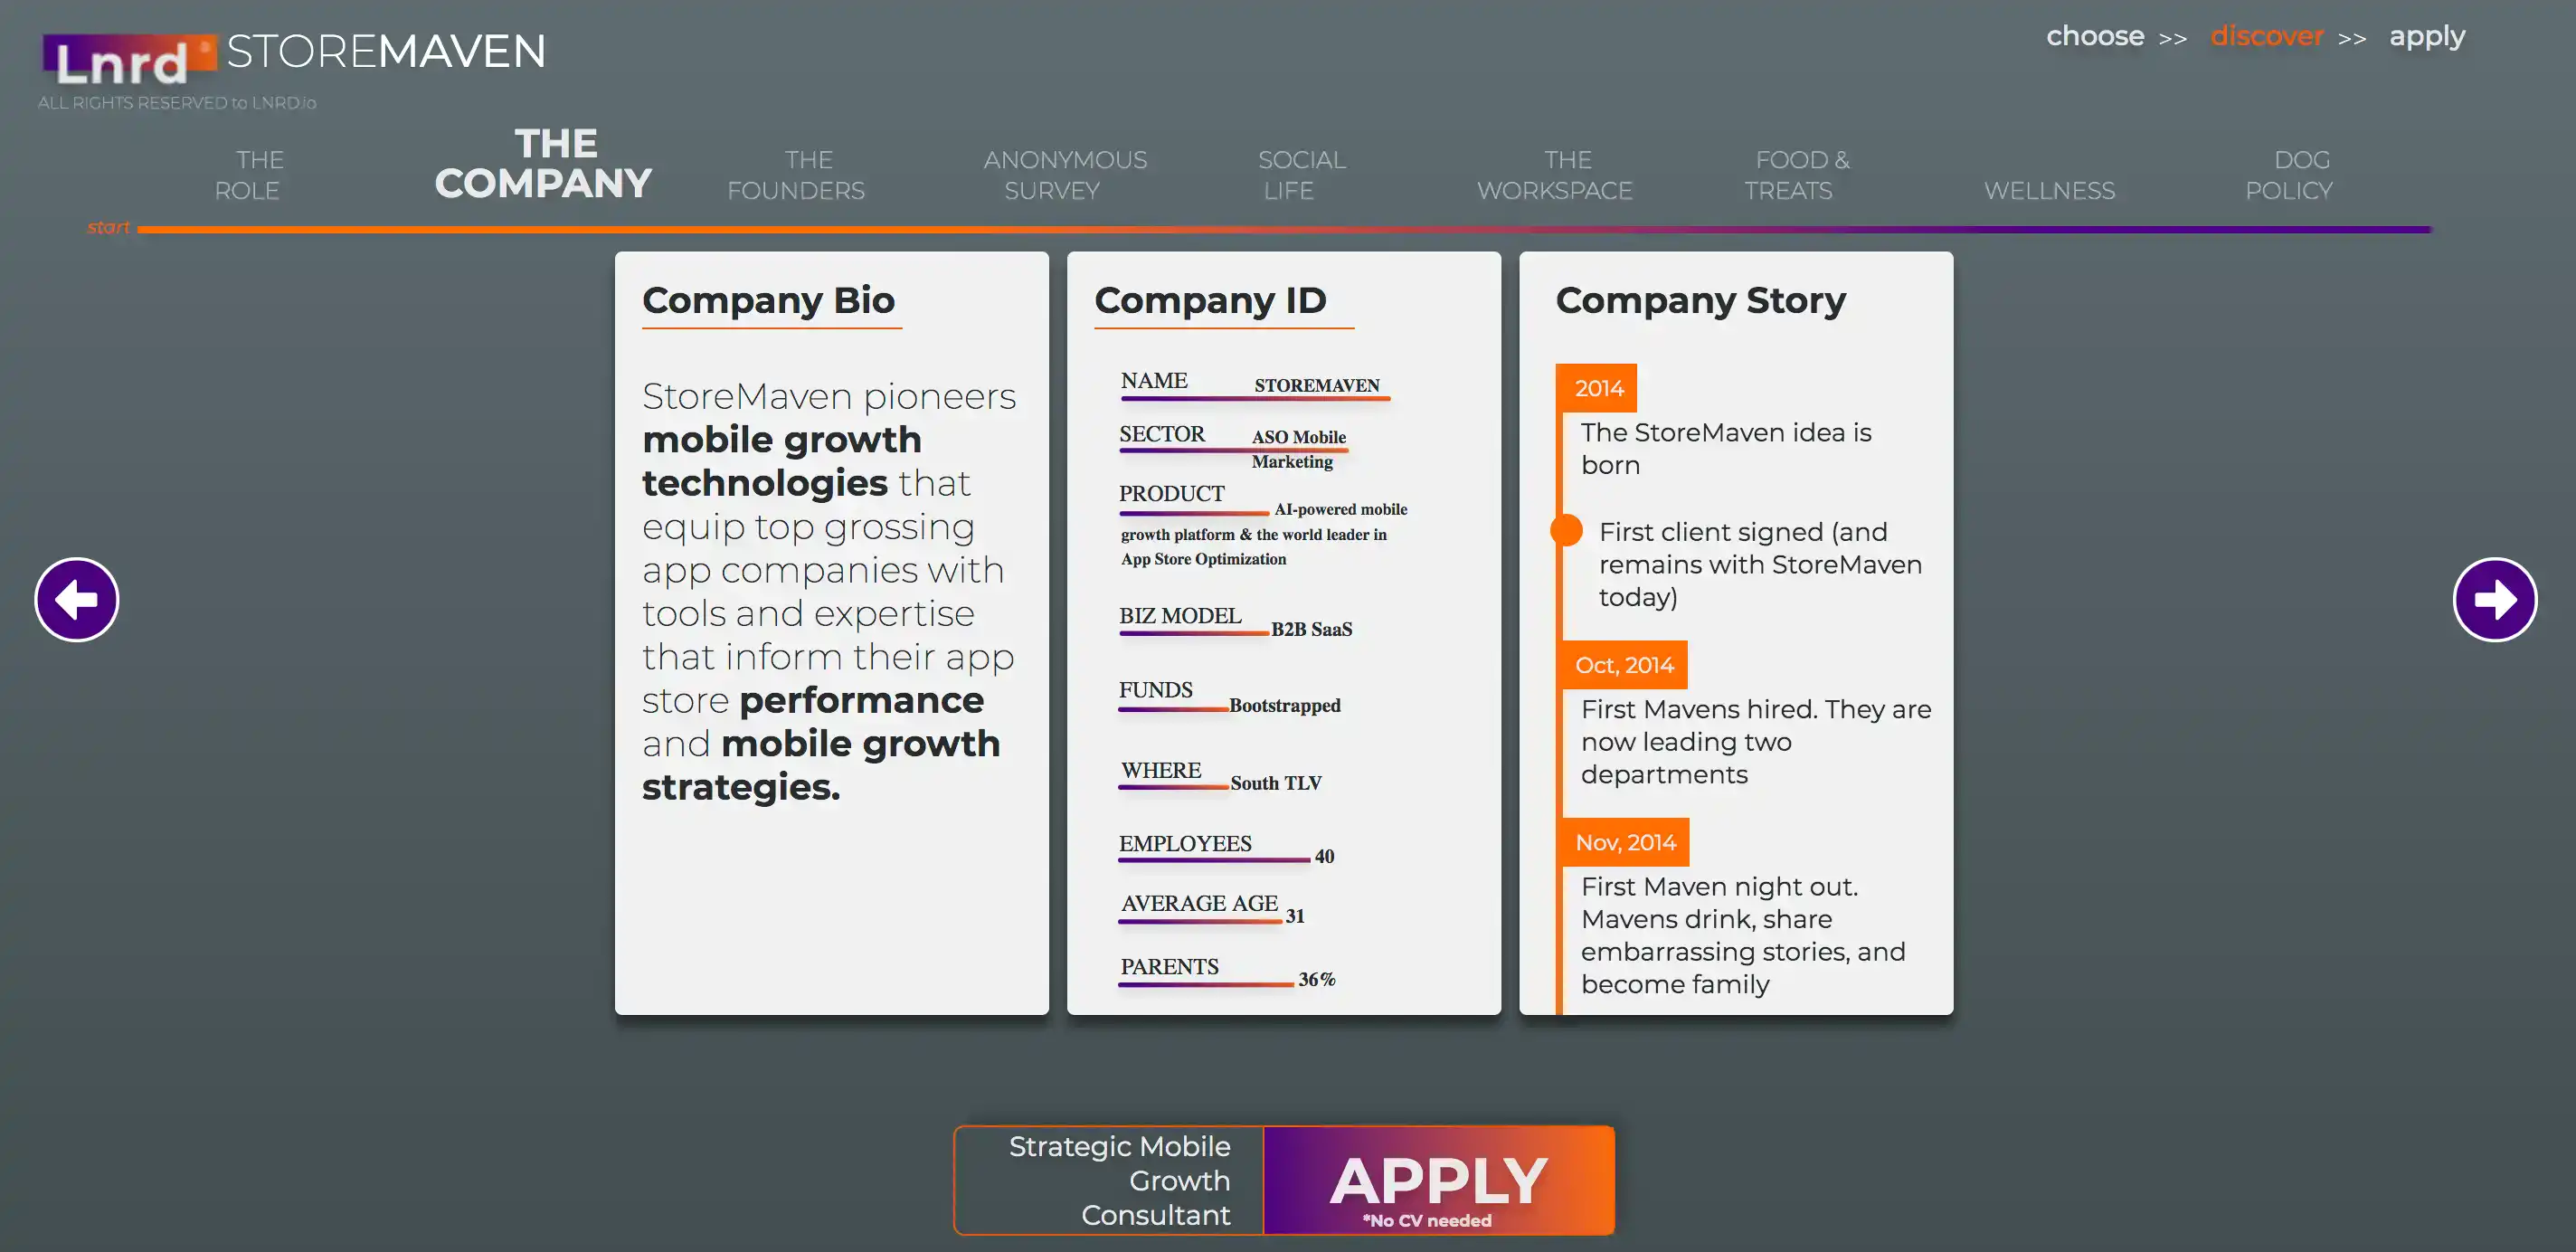 Lnrd STOREMAVEN
ALL RIGHTS RESERVED to LNRD.io
choose >> discover >> apply
THE
ROLE
THE
COMPANY
THE
FOUNDERS
ANONYMOUS
SURVEY
SOCIAL
LIFE
THE
WORKSPACE
FOOD &
TREATS
WELLNESS
DOG
POLICY
start
Company Bio
StoreMaven pioneers
mobile growth
technologies that
equip top grossing
app companies with
tools and expertise
that inform their app
store performance
and mobile growth
strategies.
Company ID
NAME STOREMAVEN
SECTOR ASO Mobile
Marketing
PRODUCT AI-powered mobile
growth platform & the world leader in
App Store Optimization
BIZ MODEL B2B SaaS
FUNDS Bootstrapped
WHERE South TLV
EMPLOYEES 40
AVERAGE AGE 31
PARENTS 36%
Company Story
2014
The StoreMaven idea is
born
First client signed (and
remains with StoreMaven
today)
Oct, 2014
First Mavens hired. They are
now leading two
departments
Nov, 2014
First Maven night out.
Mavens drink, share
embarrassing stories, and
become family
Strategic Mobile
Growth
Consultant
APPLY
*No CV needed